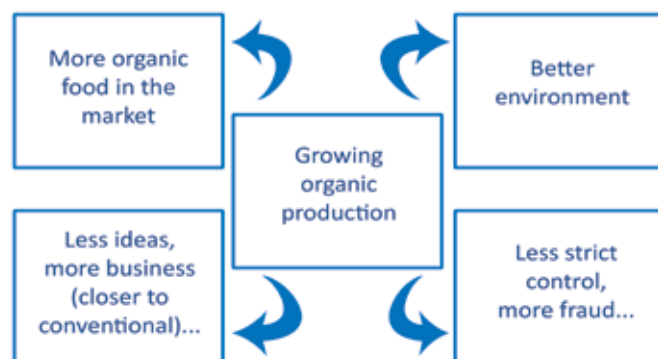 More organic
food in the
market
Better
environment
Growing
organic
production
Less ideas,
more business
(closer to
conventional)...
Less strict
control,
more fraud...